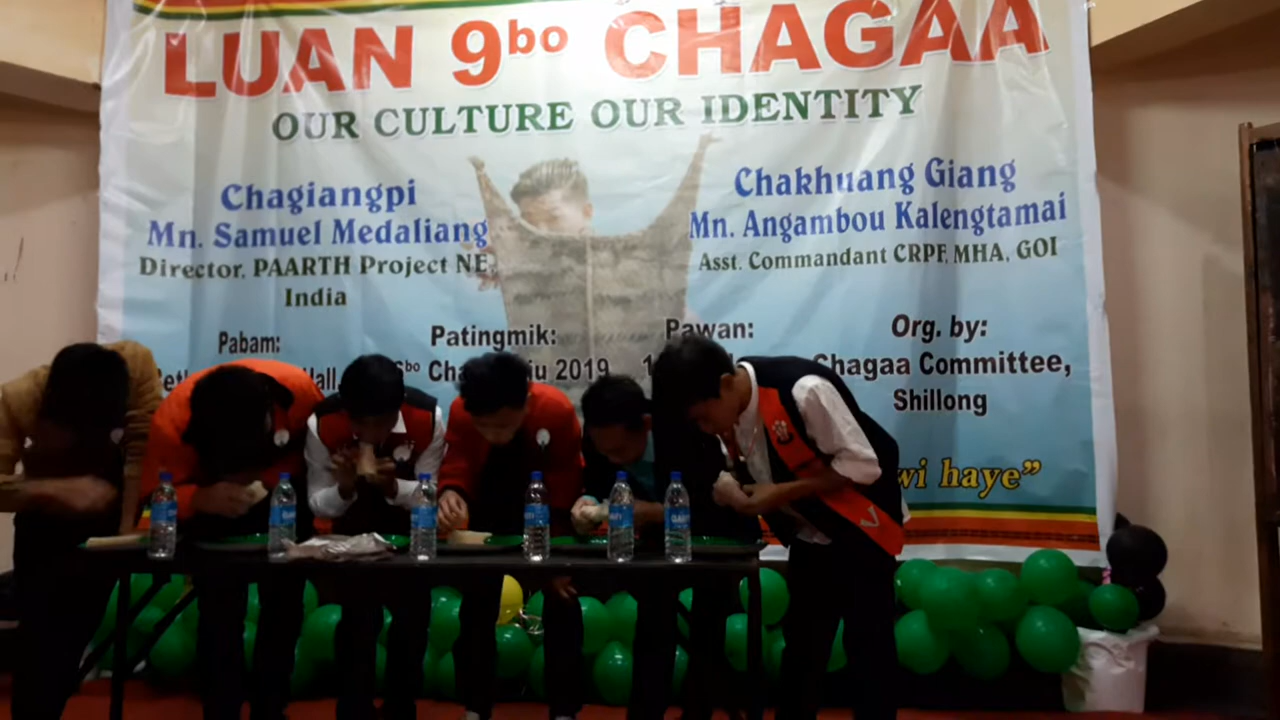 LUAN 9bo CHAGAA
OUR CULTURE OUR IDENTITY
Chagiangpi
Mn. Samuel Medaliang
Director, PAARTH Project NE,
India
Chakhuang Giang
Mn. Angambou Kalengtamai
Asst. Commandant CRPF, MHA, GOI
Pabam:
Patingmik:
2019
Pawan:
Org. by:
Chagaa Committee,
Shillong
haye”